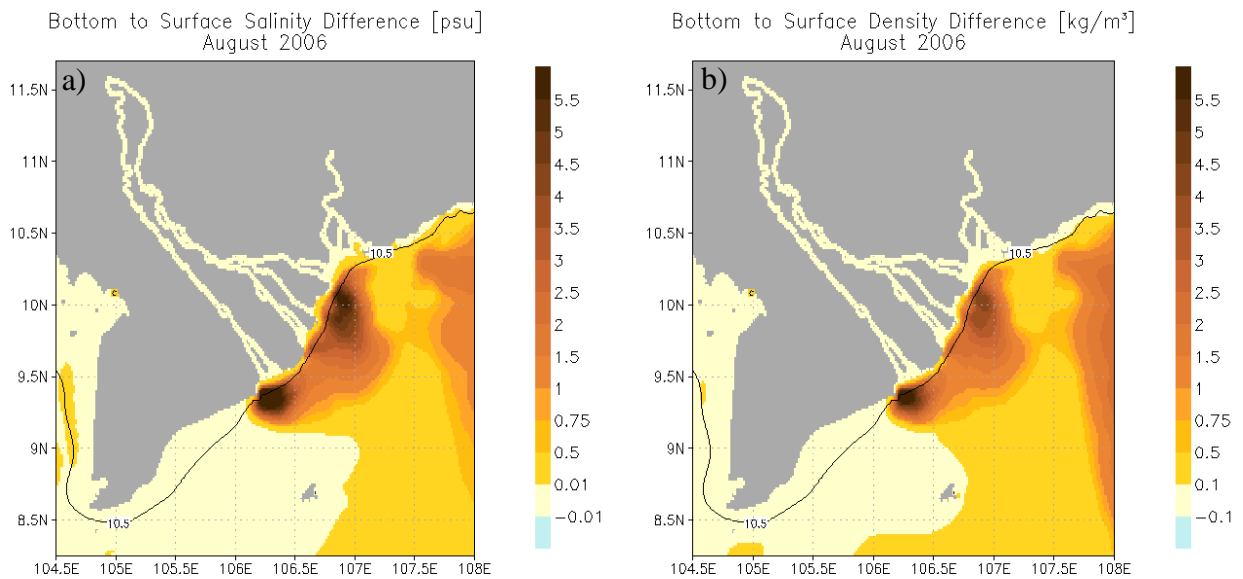 Bottom to Surface Salinity Difference [psu]
August 2006
a)
11.5N
11N
10.5N
10N
9.5N
9N
8.5N
104.5E 105E 105.5E 106E 106.5E 107E 107.5E 108E
10.5
10.5
c
5.5
5
4.5
4
3.5
3
2.5
2
1.5
1
0.75
0.5
0.01
−0.01
Bottom to Surface Density Difference [kg/m³]
August 2006
b)
11.5N
11N
10.5N
10N
9.5N
9N
8.5N
104.5E 105E 105.5E 106E 106.5E 107E 107.5E 108E
10.5
10.5
c
5.5
5
4.5
4
3.5
3
2.5
2
1.5
1
0.75
0.5
0.1
−0.1